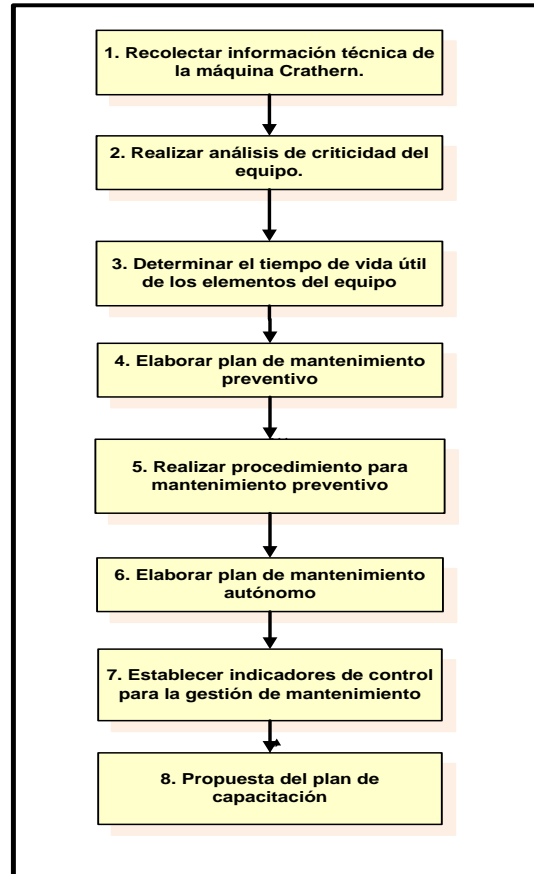 1. Recolectar información técnica de
la máquina Crathern.
2. Realizar análisis de criticidad del
equipo.
3. Determinar el tiempo de vida útil
de los elementos del equipo
4. Elaborar plan de mantenimiento
preventivo
5. Realizar procedimiento para
mantenimiento preventivo
6. Elaborar plan de mantenimiento
autónomo
7. Establecer indicadores de control
para la gestión de mantenimiento
8. Propuesta del plan de
capacitación